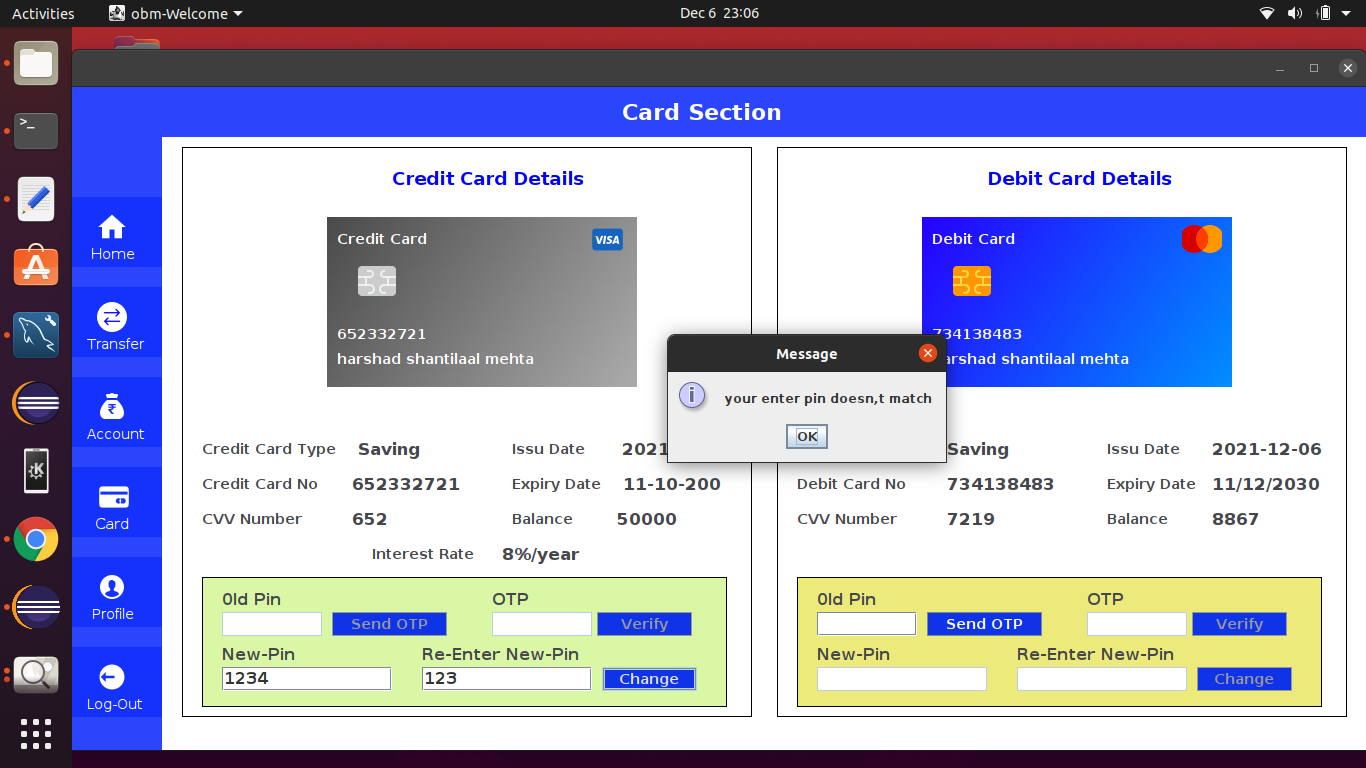 Activities
obm-Welcome
Dec 6 23:06
Card Section
Home
Transfer
Account
Card
Profile
Log-Out
Credit Card Details
Credit Card
VISA
652332721
harshad shantilaal mehta
Credit Card Type Saving Issu Date 2021
Credit Card No 652332721 Expiry Date 11-10-200
CVV Number 652 Balance 50000
Interest Rate 8%/year
0ld Pin OTP
Send OTP Verify
New-Pin Re-Enter New-Pin
1234 123 Change
Debit Card Details
Debit Card
734138483
harshad shantilaal mehta
Saving Issu Date 2021-12-06
Debit Card No 734138483 Expiry Date 11/12/2030
CVV Number 7219 Balance 8867
0ld Pin OTP
Send OTP Verify
New-Pin Re-Enter New-Pin
Change
Message
your enter pin doesn,t match
OK